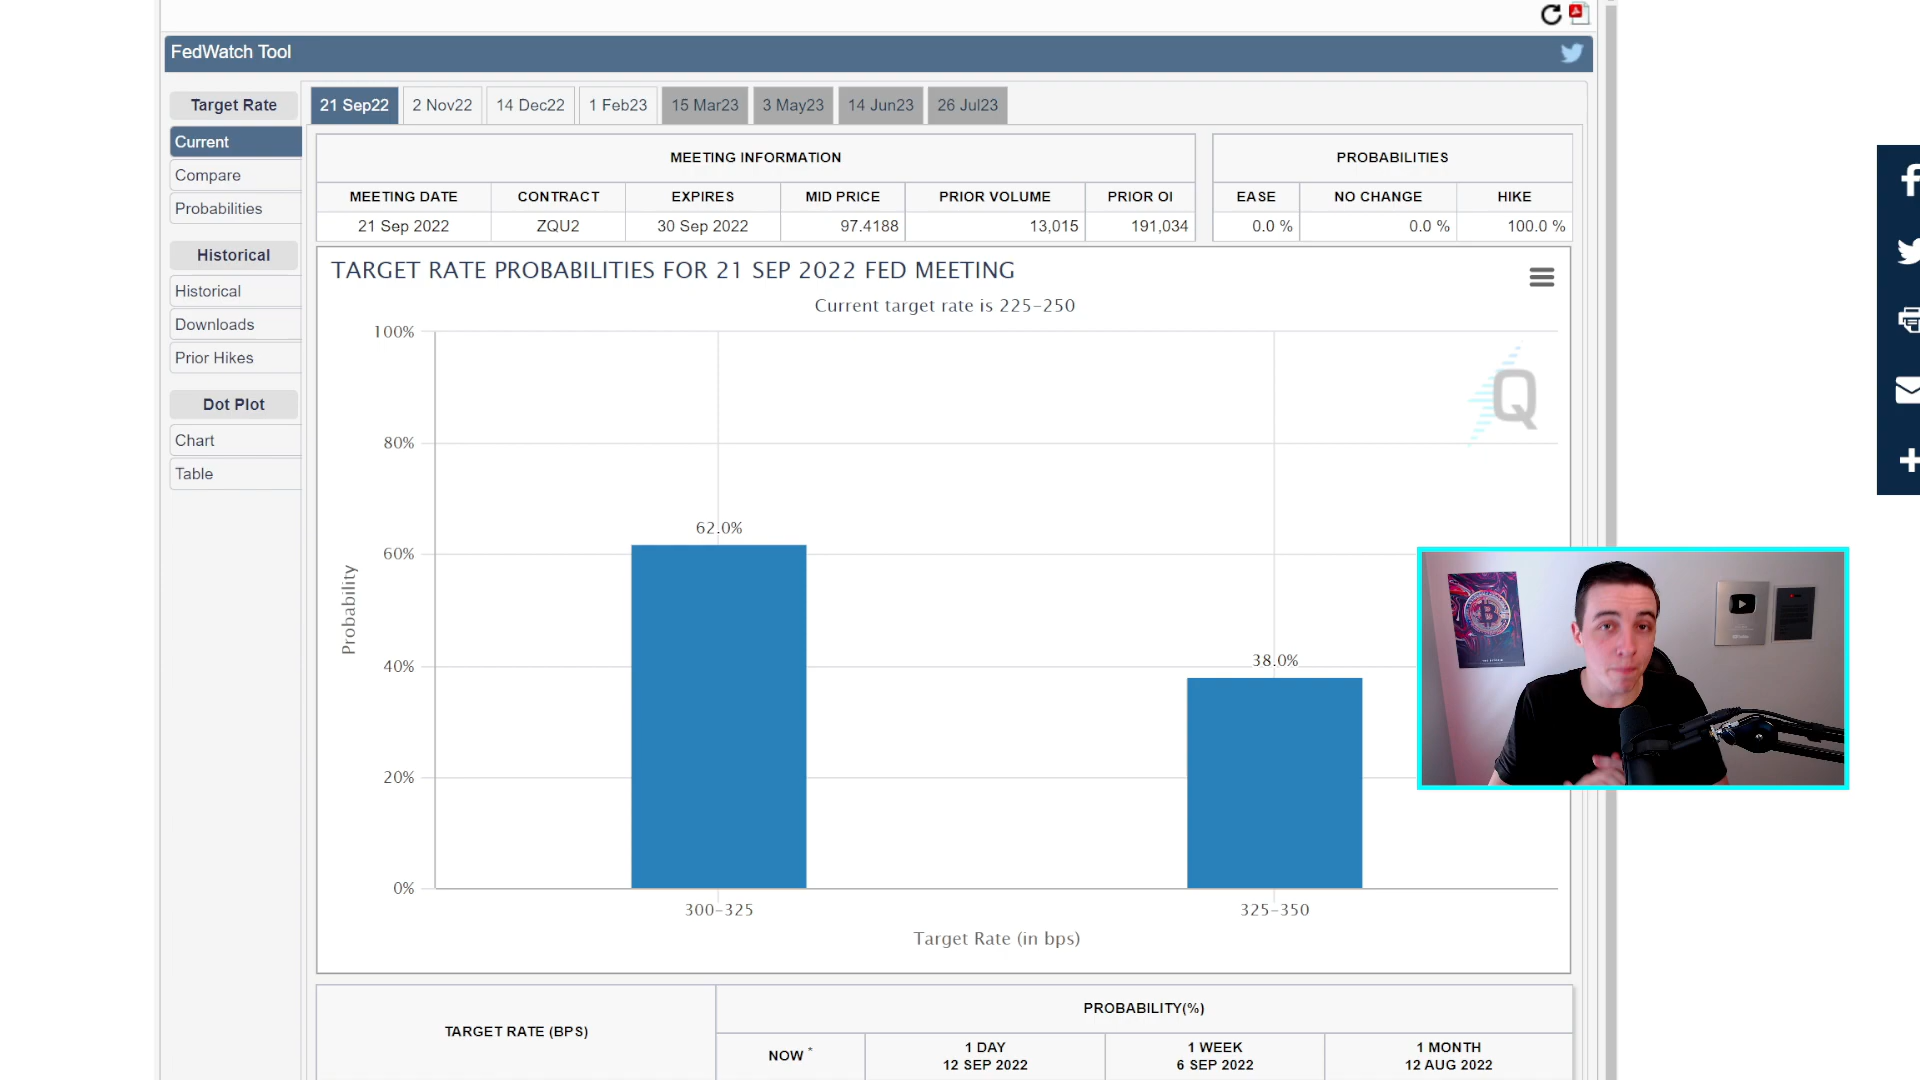 FedWatch Tool
Target Rate
Current
Compare
Probabilities
Historical
Historical
Downloads
Prior Hikes
Dot Plot
Chart
Table
21 Sep22 2 Nov22 14 Dec22 1 Feb23 15 Mar23 3 May23 14 Jun23 26 Jul23
MEETING INFORMATION
MEETING DATE CONTRACT EXPIRES MID PRICE PRIOR VOLUME PRIOR OI
21 Sep 2022 ZQU2 30 Sep 2022 97.4188 13,015 191,034
PROBABILITIES
EASE NO CHANGE HIKE
0.0 % 0.0 % 100.0 %
TARGET RATE PROBABILITIES FOR 21 SEP 2022 FED MEETING
Current target rate is 225-250
100%
80%
60%
40%
20%
0%
Probability
62.0%
38.0%
300-325 325-350
Target Rate (in bps)
Q
TARGET RATE (BPS)
PROBABILITY(%)
NOW *
1 DAY
12 SEP 2022
1 WEEK
6 SEP 2022
1 MONTH
12 AUG 2022